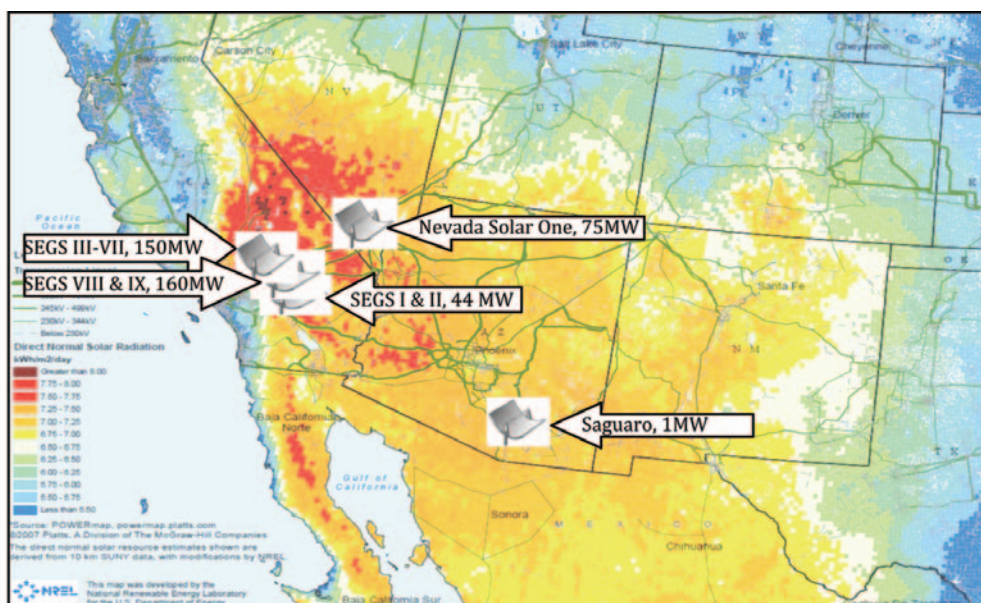 Carson City
Sacramento
Salt Lake City
Cheyenne
N V
U T
Denver
C O
Pacific
Ocean
Nevada Solar One, 75MW
SEGS III-VII, 150MW
SEGS VIII & IX, 160MW
SEGS I & II, 44 MW
Santa Fe
O K
A Z
Phoenix
N M
345kV - 499kV
230kV - 344kV
Below 230kV
Direct Normal Solar Radiation
kWh/m2/day
Greater than 8.00
7.75 - 8.00
7.50 - 7.75
7.25 - 7.50
7.00 - 7.25
6.75 - 7.00
6.50 - 6.75
6.25 - 6.50
6.00 - 6.25
5.75 - 6.00
5.50 - 5.75
Less than 5.50
Baja California
Norte
Saguaro, 1MW
T X
Gulf of
California
Sonora
M E X I C O
Chihuahua
*Source: POWERmap, powermap.platts.com
©2007 Platts, A Division of The McGraw-Hill Companies
The direct normal solar resource estimates shown are
derived from 10 km SUNY data, with modifications by NREL.
NREL
This map was developed by the
National Renewable Energy Laboratory
for the U.S. Department of Energy
Baja California Sur